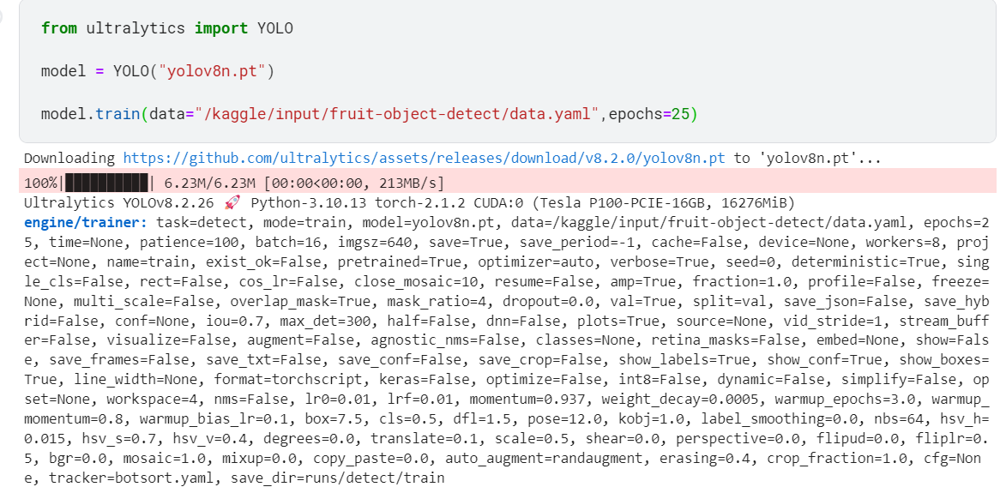 from ultralytics import YOLO
model = YOLO("yolov8n.pt")
model.train(data="/kaggle/input/fruit-object-detect/data.yaml",epochs=25)
Downloading https://github.com/ultralytics/assets/releases/download/v8.2.0/yolov8n.pt to 'yolov8n.pt'...
100%|██████████| 6.23M/6.23M [00:00<00:00, 213MB/s]
Ultralytics YOLOv8.2.26 🚀 Python-3.10.13 torch-2.1.2 CUDA:0 (Tesla P100-PCIE-16GB, 16276MiB)
engine/trainer: task=detect, mode=train, model=yolov8n.pt, data=/kaggle/input/fruit-object-detect/data.yaml, epochs=2
5, time=None, patience=100, batch=16, imgsz=640, save=True, save_period=-1, cache=False, device=None, workers=8, proj
ect=None, name=train, exist_ok=False, pretrained=True, optimizer=auto, verbose=True, seed=0, deterministic=True, sing
le_cls=False, rect=False, cos_lr=False, close_mosaic=10, resume=False, amp=True, fraction=1.0, profile=False, freeze=
None, multi_scale=False, overlap_mask=True, mask_ratio=4, dropout=0.0, val=True, split=val, save_json=False, save_hyb
rid=False, conf=None, iou=0.7, max_det=300, half=False, dnn=False, plots=True, source=None, vid_stride=1, stream_buff
er=False, visualize=False, augment=False, agnostic_nms=False, classes=None, retina_masks=False, embed=None, show=Fals
e, save_frames=False, save_txt=False, save_conf=False, save_crop=False, show_labels=True, show_conf=True, show_boxes=
True, line_width=None, format=torchscript, keras=False, optimize=False, int8=False, dynamic=False, simplify=False, op
set=None, workspace=4, nms=False, lr0=0.01, lrf=0.01, momentum=0.937, weight_decay=0.0005, warmup_epochs=3.0, warmup_
momentum=0.8, warmup_bias_lr=0.1, box=7.5, cls=0.5, dfl=1.5, pose=12.0, kobj=1.0, label_smoothing=0.0, nbs=64, hsv_h=
0.015, hsv_s=0.7, hsv_v=0.4, degrees=0.0, translate=0.1, scale=0.5, shear=0.0, perspective=0.0, flipud=0.0, fliplr=0.
5, bgr=0.0, mosaic=1.0, mixup=0.0, copy_paste=0.0, auto_augment=randaugment, erasing=0.4, crop_fraction=1.0, cfg=Non
e, tracker=botsort.yaml, save_dir=runs/detect/train